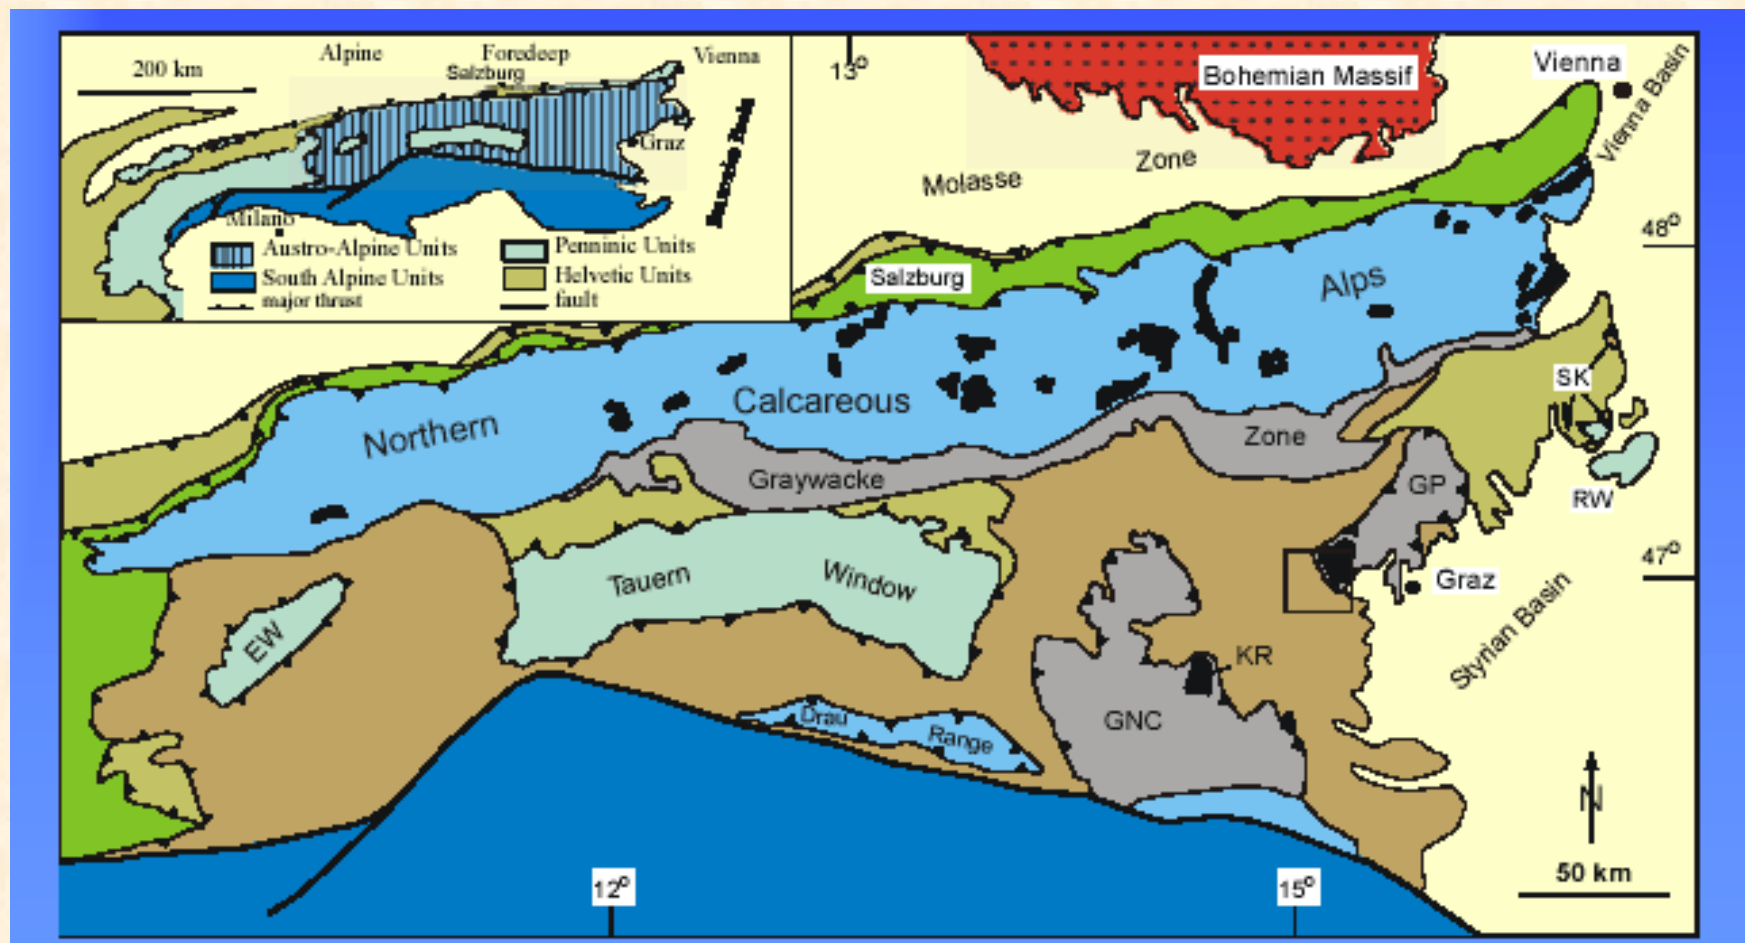 Alpine Foredeep Vienna
200 km
Salzburg
Graz
Pannonian Basin
Milano
Austro-Alpine Units
Penninic Units
South Alpine Units
Helvetic Units
major thrust
fault
13°
Bohemian Massif
Vienna
Vienna Basin
Molasse Zone
48°
Salzburg
Alps
SK
Calcareous
Northern
Zone
Graywacke
GP
RW
47°
Tauern Window
Graz
EW
Styrian Basin
KR
GNC
Drau Range
N
50 km
12°
15°